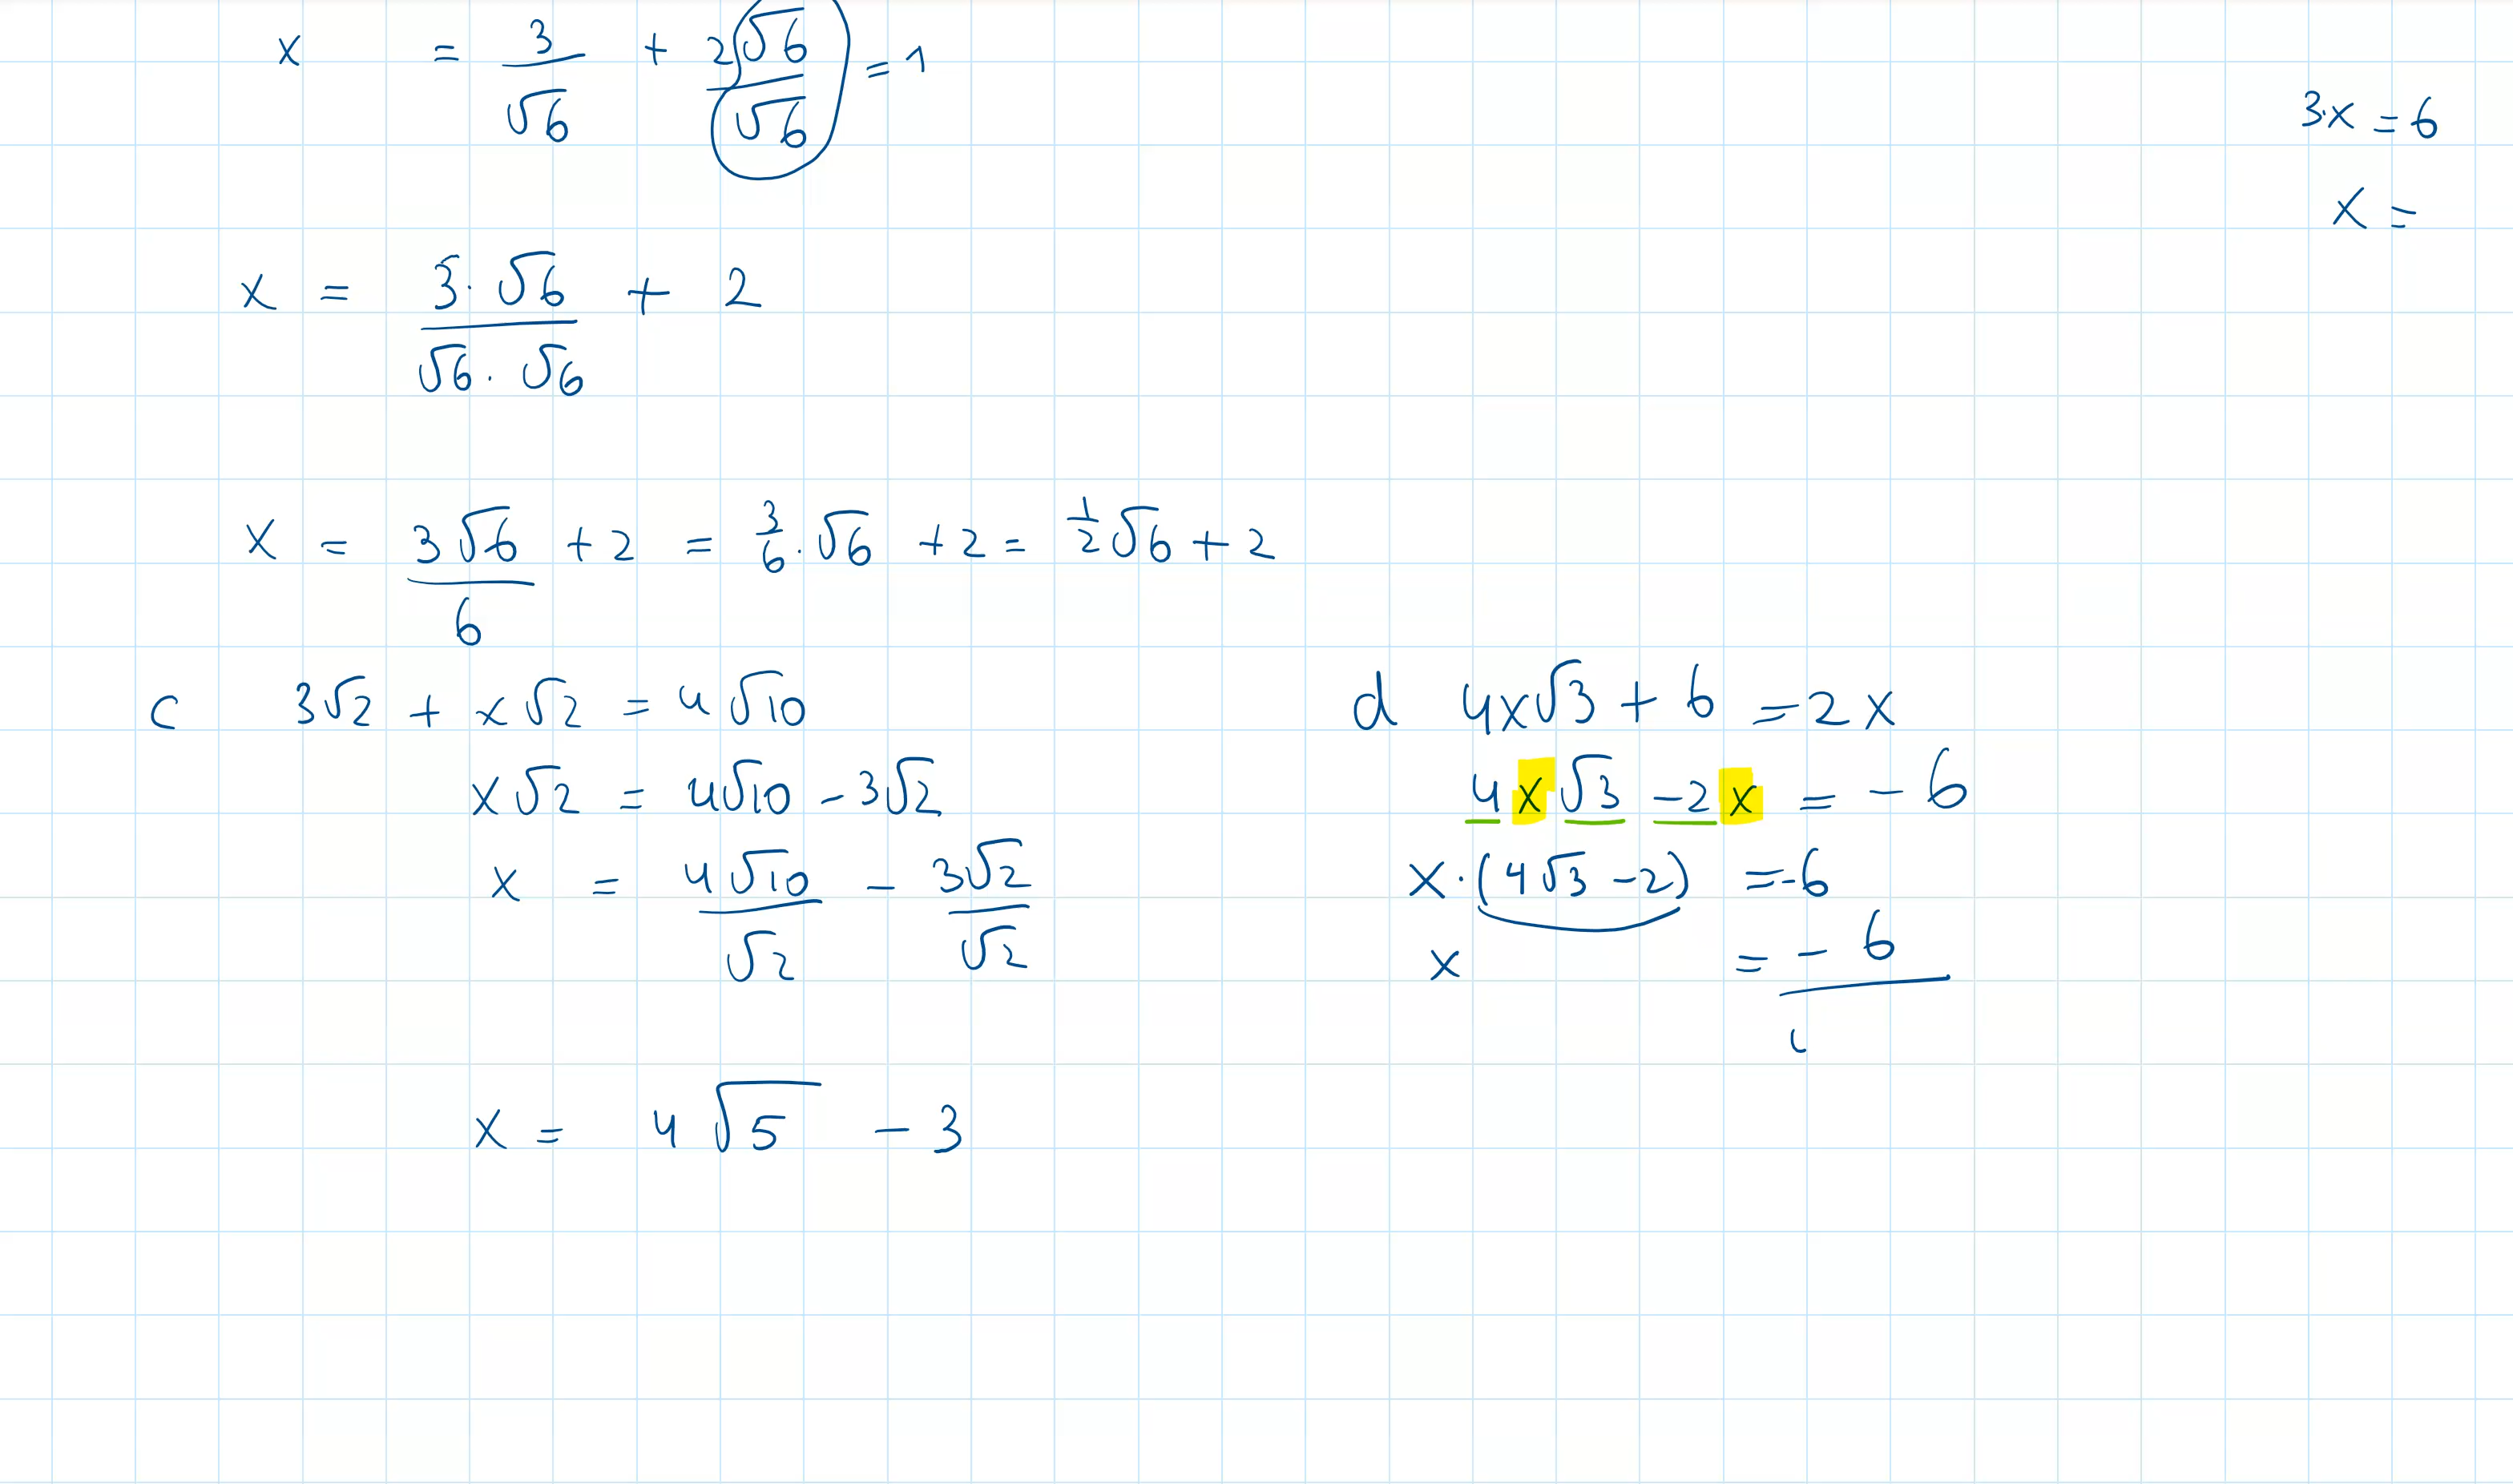 x = 3/√6 + 2√6/√6 = 1
3·x = 6
x =
x = 3·√6/√6·√6 + 2
x = 3√6/6 + 2 = 3/6·√6 + 2 = 1/2√6 + 2
c 3√2 + x√2 = 4√10
x√2 = 4√10 - 3√2
x = 4√10/√2 - 3√2/√2
x = 4√5 - 3
d 4x√3 + 6 = 2x
4x√3 - 2x = -6
x·(4√3 - 2) = -6
x = -6/(